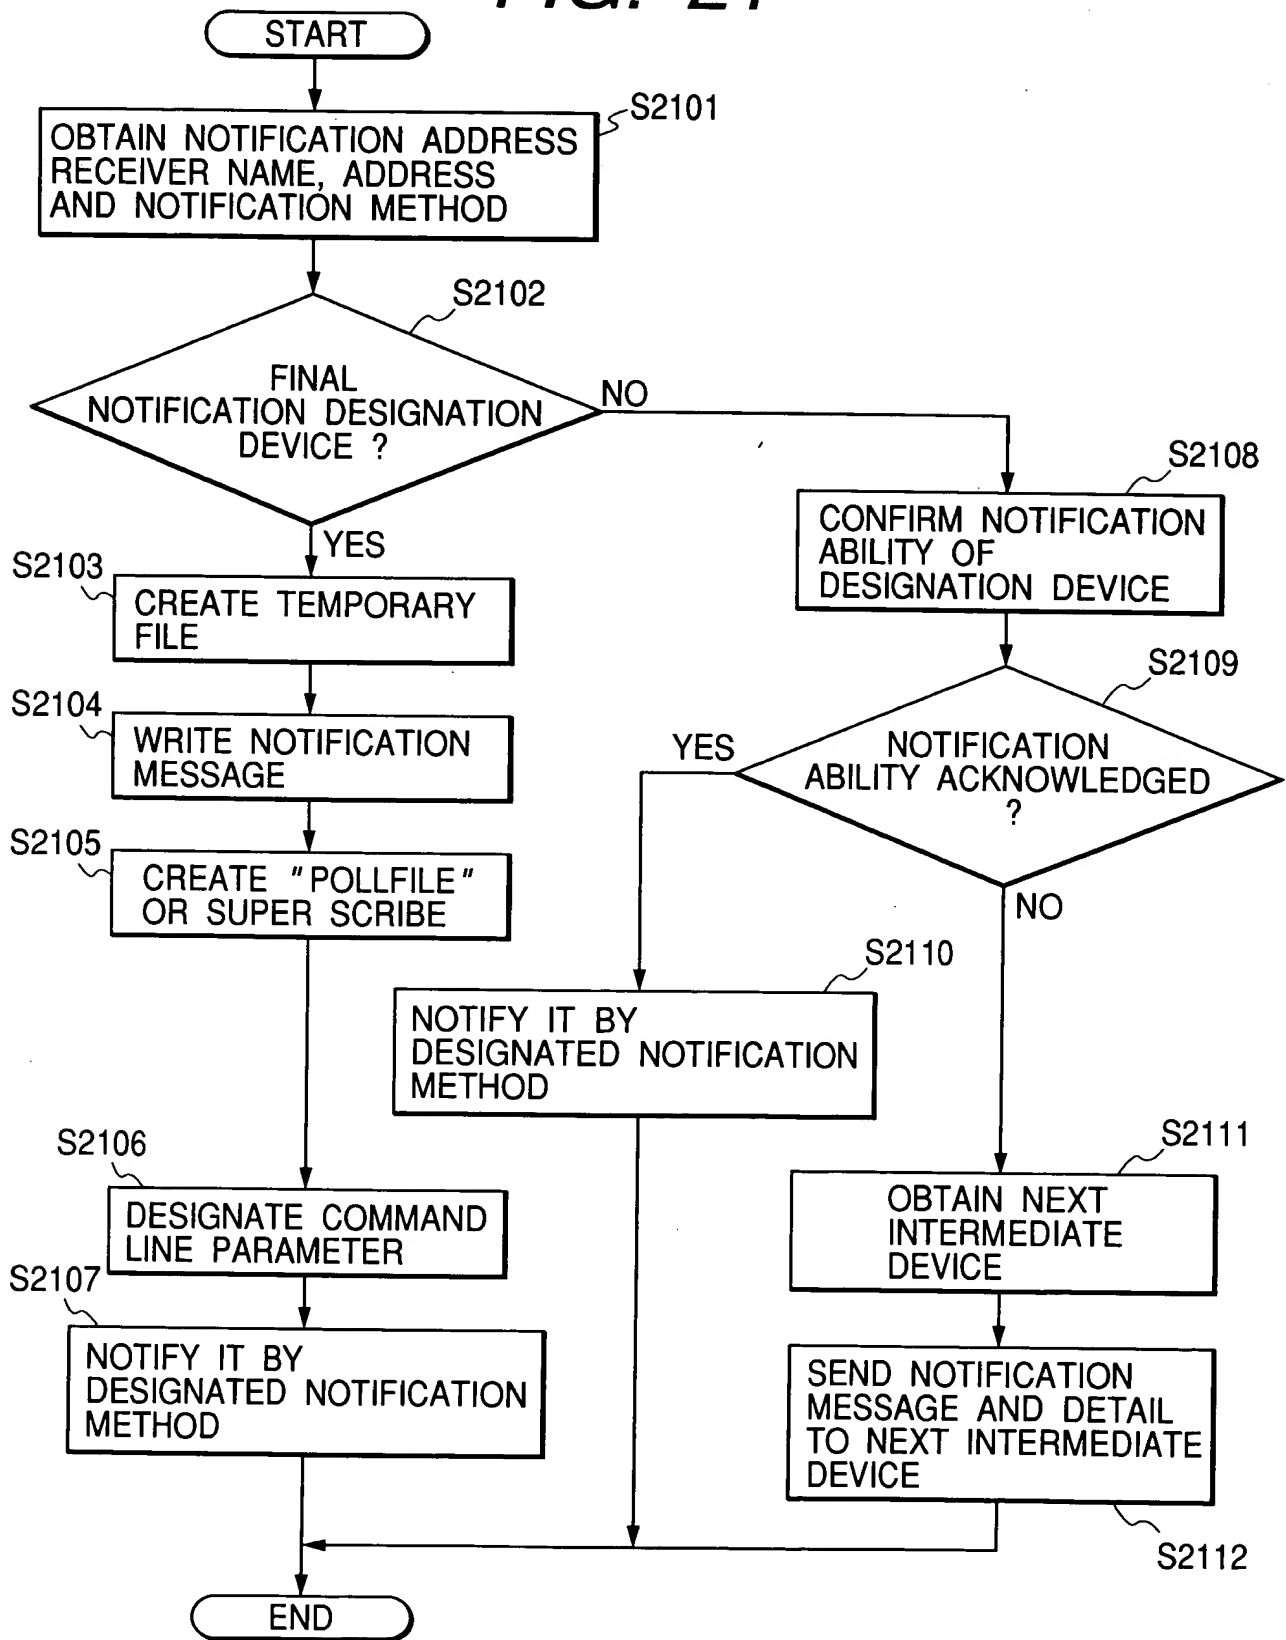 FIG. 21
START
S2101
OBTAIN NOTIFICATION ADDRESS
RECEIVER NAME, ADDRESS
AND NOTIFICATION METHOD
S2102
FINAL
NOTIFICATION DESIGNATION
DEVICE ?
NO
YES
S2103
CREATE TEMPORARY
FILE
S2104
WRITE NOTIFICATION
MESSAGE
S2105
CREATE "POLLFILE"
OR SUPER SCRIBE
S2106
DESIGNATE COMMAND
LINE PARAMETER
S2107
NOTIFY IT BY
DESIGNATED NOTIFICATION
METHOD
S2108
CONFIRM NOTIFICATION
ABILITY OF
DESIGNATION DEVICE
S2109
NOTIFICATION
ABILITY ACKNOWLEDGED
?
YES
NO
S2110
NOTIFY IT BY
DESIGNATED NOTIFICATION
METHOD
S2111
OBTAIN NEXT
INTERMEDIATE
DEVICE
SEND NOTIFICATION
MESSAGE AND DETAIL
TO NEXT INTERMEDIATE
DEVICE
S2112
END